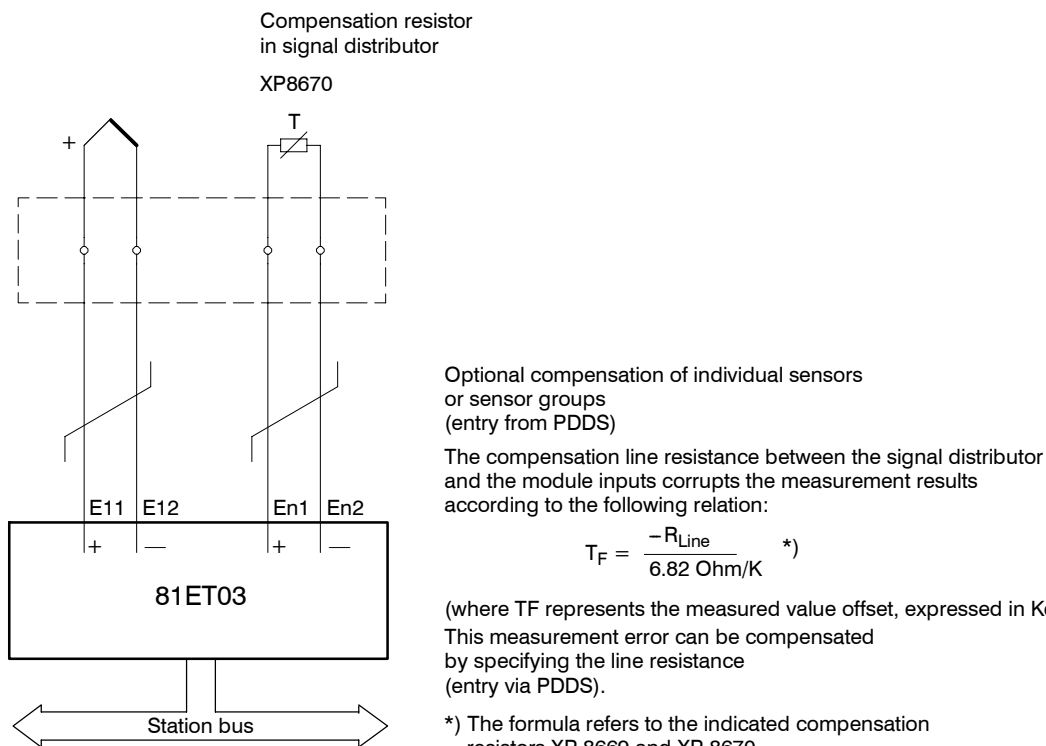 Compensation resistor
in signal distributor
XP8670
T
+
E11 E12 En1 En2
+ — + —
81ET03
Station bus
Optional compensation of individual sensors
or sensor groups
(entry from PDDS)
The compensation line resistance between the signal distributor
and the module inputs corrupts the measurement results
according to the following relation:
T_F = −R_Line / 6.82 Ohm/K *)
(where TF represents the measured value offset, expressed in
This measurement error can be compensated
by specifying the line resistance
(entry via PDDS).
*) The formula refers to the indicated compensation
resistors XP 8669 and XP 8670